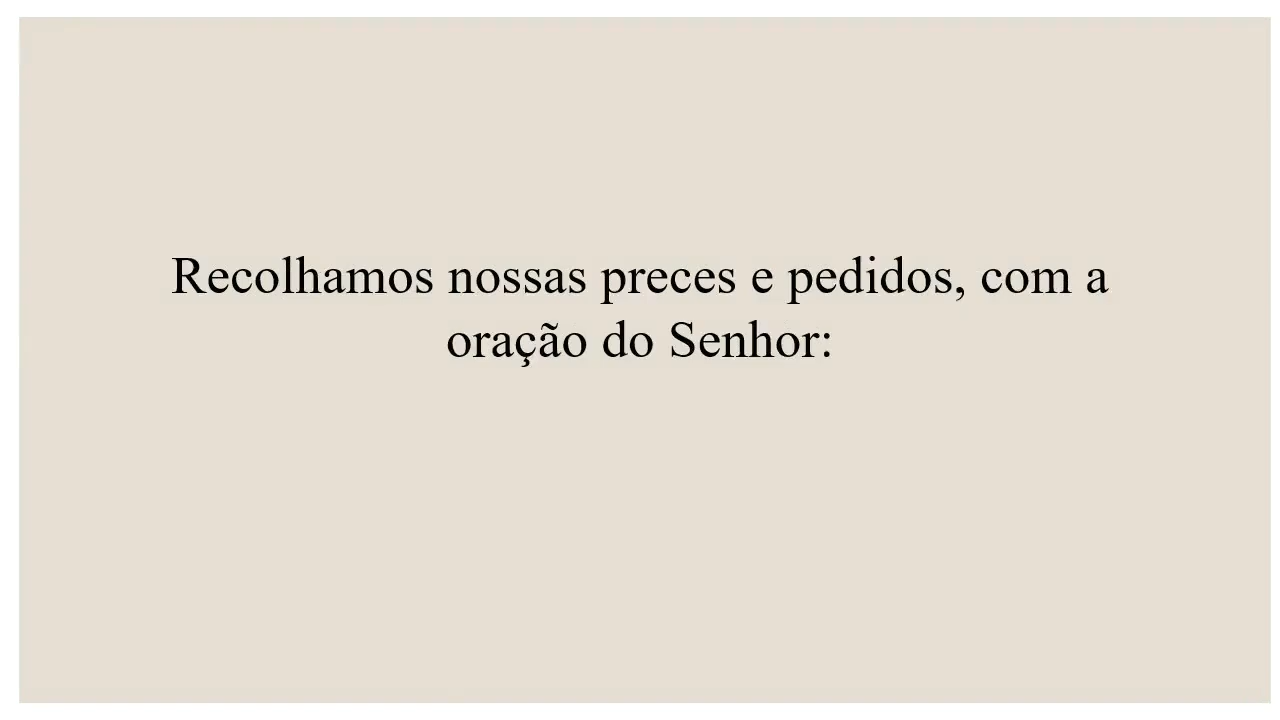 Recolhamos nossas preces e pedidos, com a
oração do Senhor: